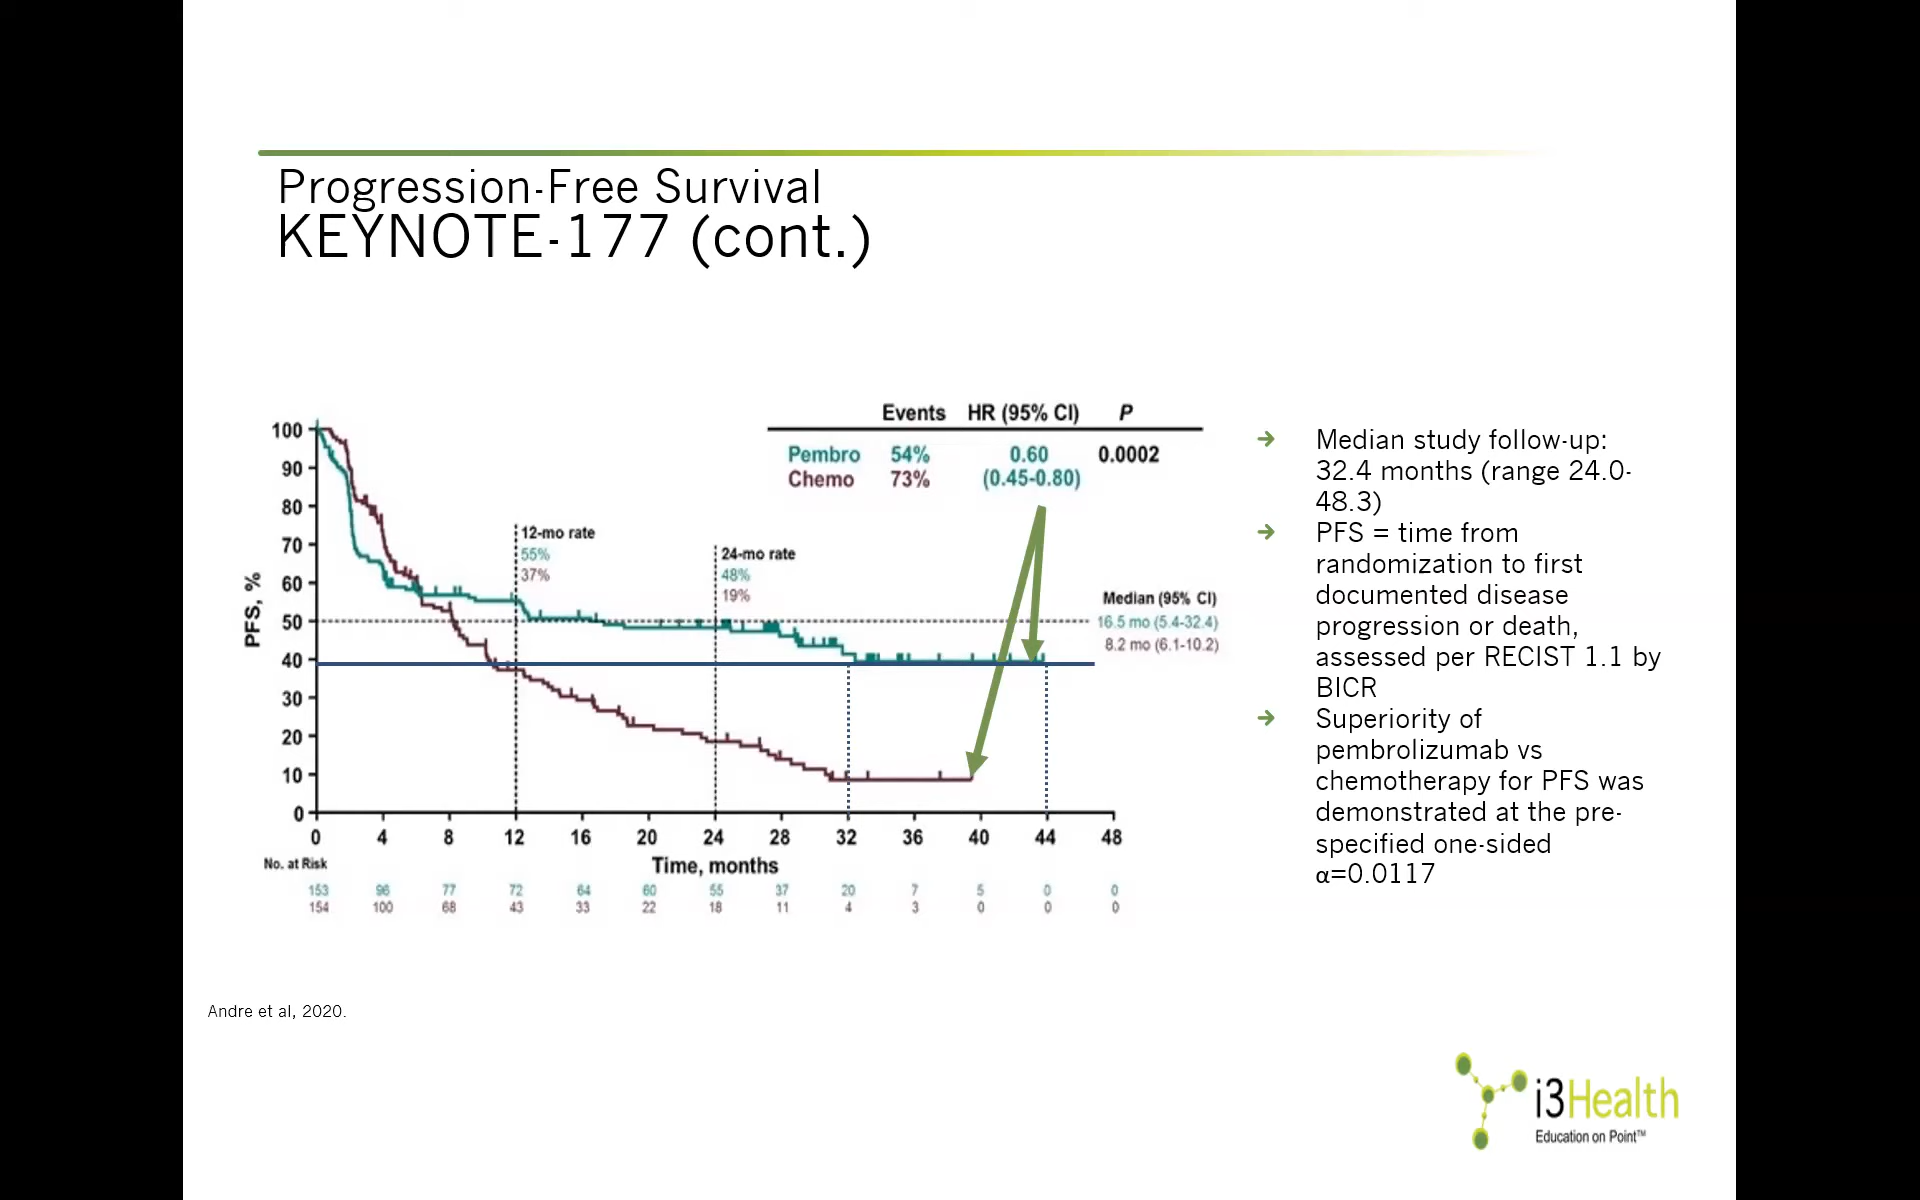 Progression-Free Survival
KEYNOTE-177 (cont.)
Events HR (95% CI) P
Pembro 54% 0.60 0.0002
Chemo 73% (0.45-0.80)
100
90
80
70
60
50
40
30
20
10
0
PFS, %
12-mo rate
55%
37%
24-mo rate
48%
19%
Median (95% CI)
16.5 mo (5.4-32.4)
8.2 mo (6.1-10.2)
0 4 8 12 16 20 24 28 32 36 40 44 48
Time, months
No. at Risk
153 96 77 72 64 60 55 37 20 7 5 0 0
154 100 68 43 33 22 18 11 4 3 0 0 0
→ Median study follow-up:
32.4 months (range 24.0-
48.3)
→ PFS = time from
randomization to first
documented disease
progression or death,
assessed per RECIST 1.1 by
BICR
→ Superiority of
pembrolizumab vs
chemotherapy for PFS was
demonstrated at the pre-
specified one-sided
α=0.0117
Andre et al, 2020.
i3Health
Education on Point™